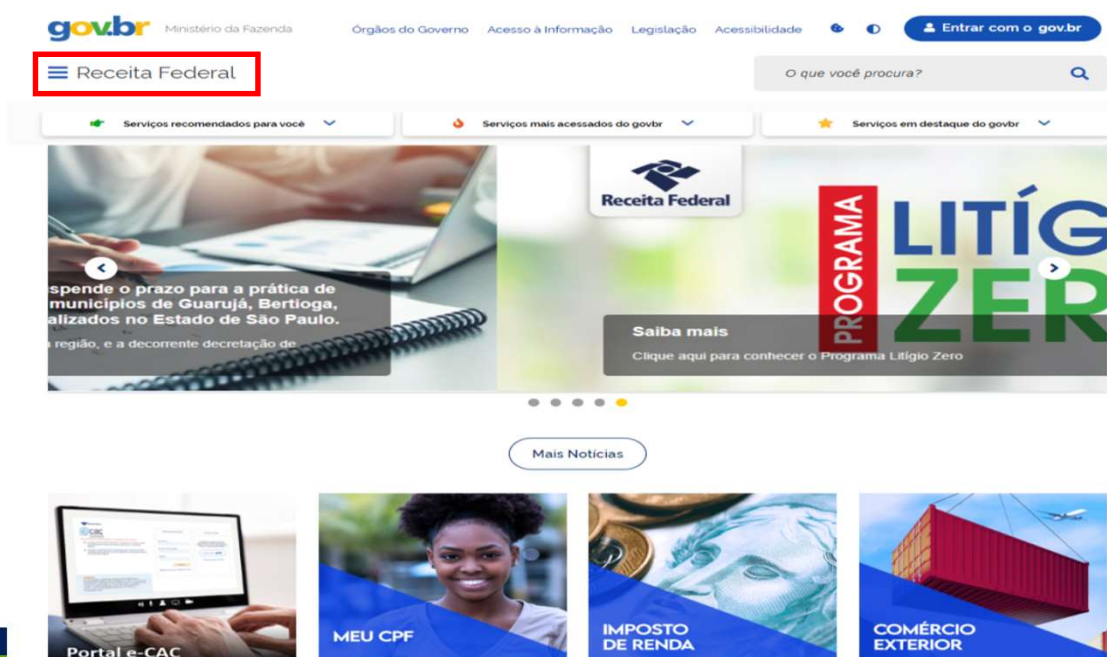 gov.br
Ministério da Fazenda
Órgãos do Governo
Acesso à Informação
Legislação
Acessibilidade
Entrar com o gov.br
Receita Federal
O que você procura?
Serviços recomendados para você
Serviços mais acessados do govbr
Serviços em destaque do govbr
spende o prazo para a prática de
municípios de Guarujá, Bertioga,
alizados no Estado de São Paulo.
região, e a decorrente decretação de
Receita Federal
PROGRAMA
LITÍG
ZER
Saiba mais
Clique aqui para conhecer o Programa Litígio Zero
Mais Notícias
Portal e-CAC
MEU CPF
IMPOSTO
DE RENDA
COMÉRCIO
EXTERIOR